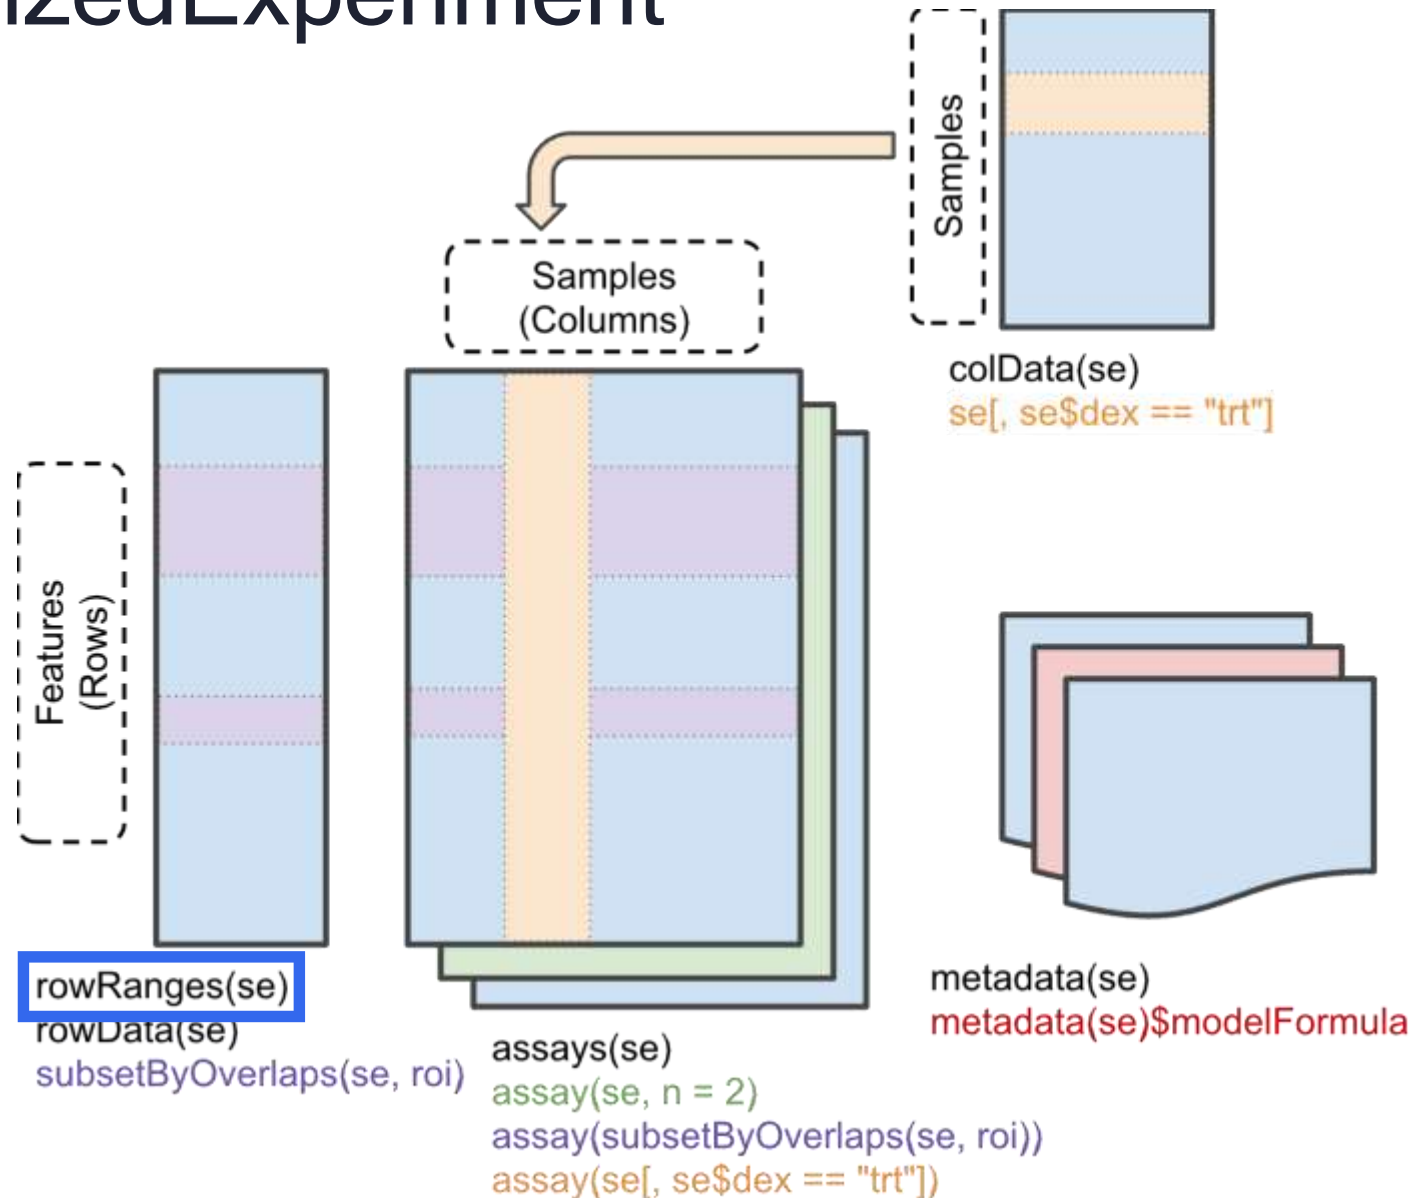 izedExperiment
Samples
Samples
(Columns)
colData(se)
se[, se$dex == "trt"]
Features
(Rows)
rowRanges(se)
rowData(se)
subsetByOverlaps(se, roi)
assays(se)
assay(se, n = 2)
assay(subsetByOverlaps(se, roi))
assay(se[, se$dex == "trt"])
metadata(se)
metadata(se)$modelFormula